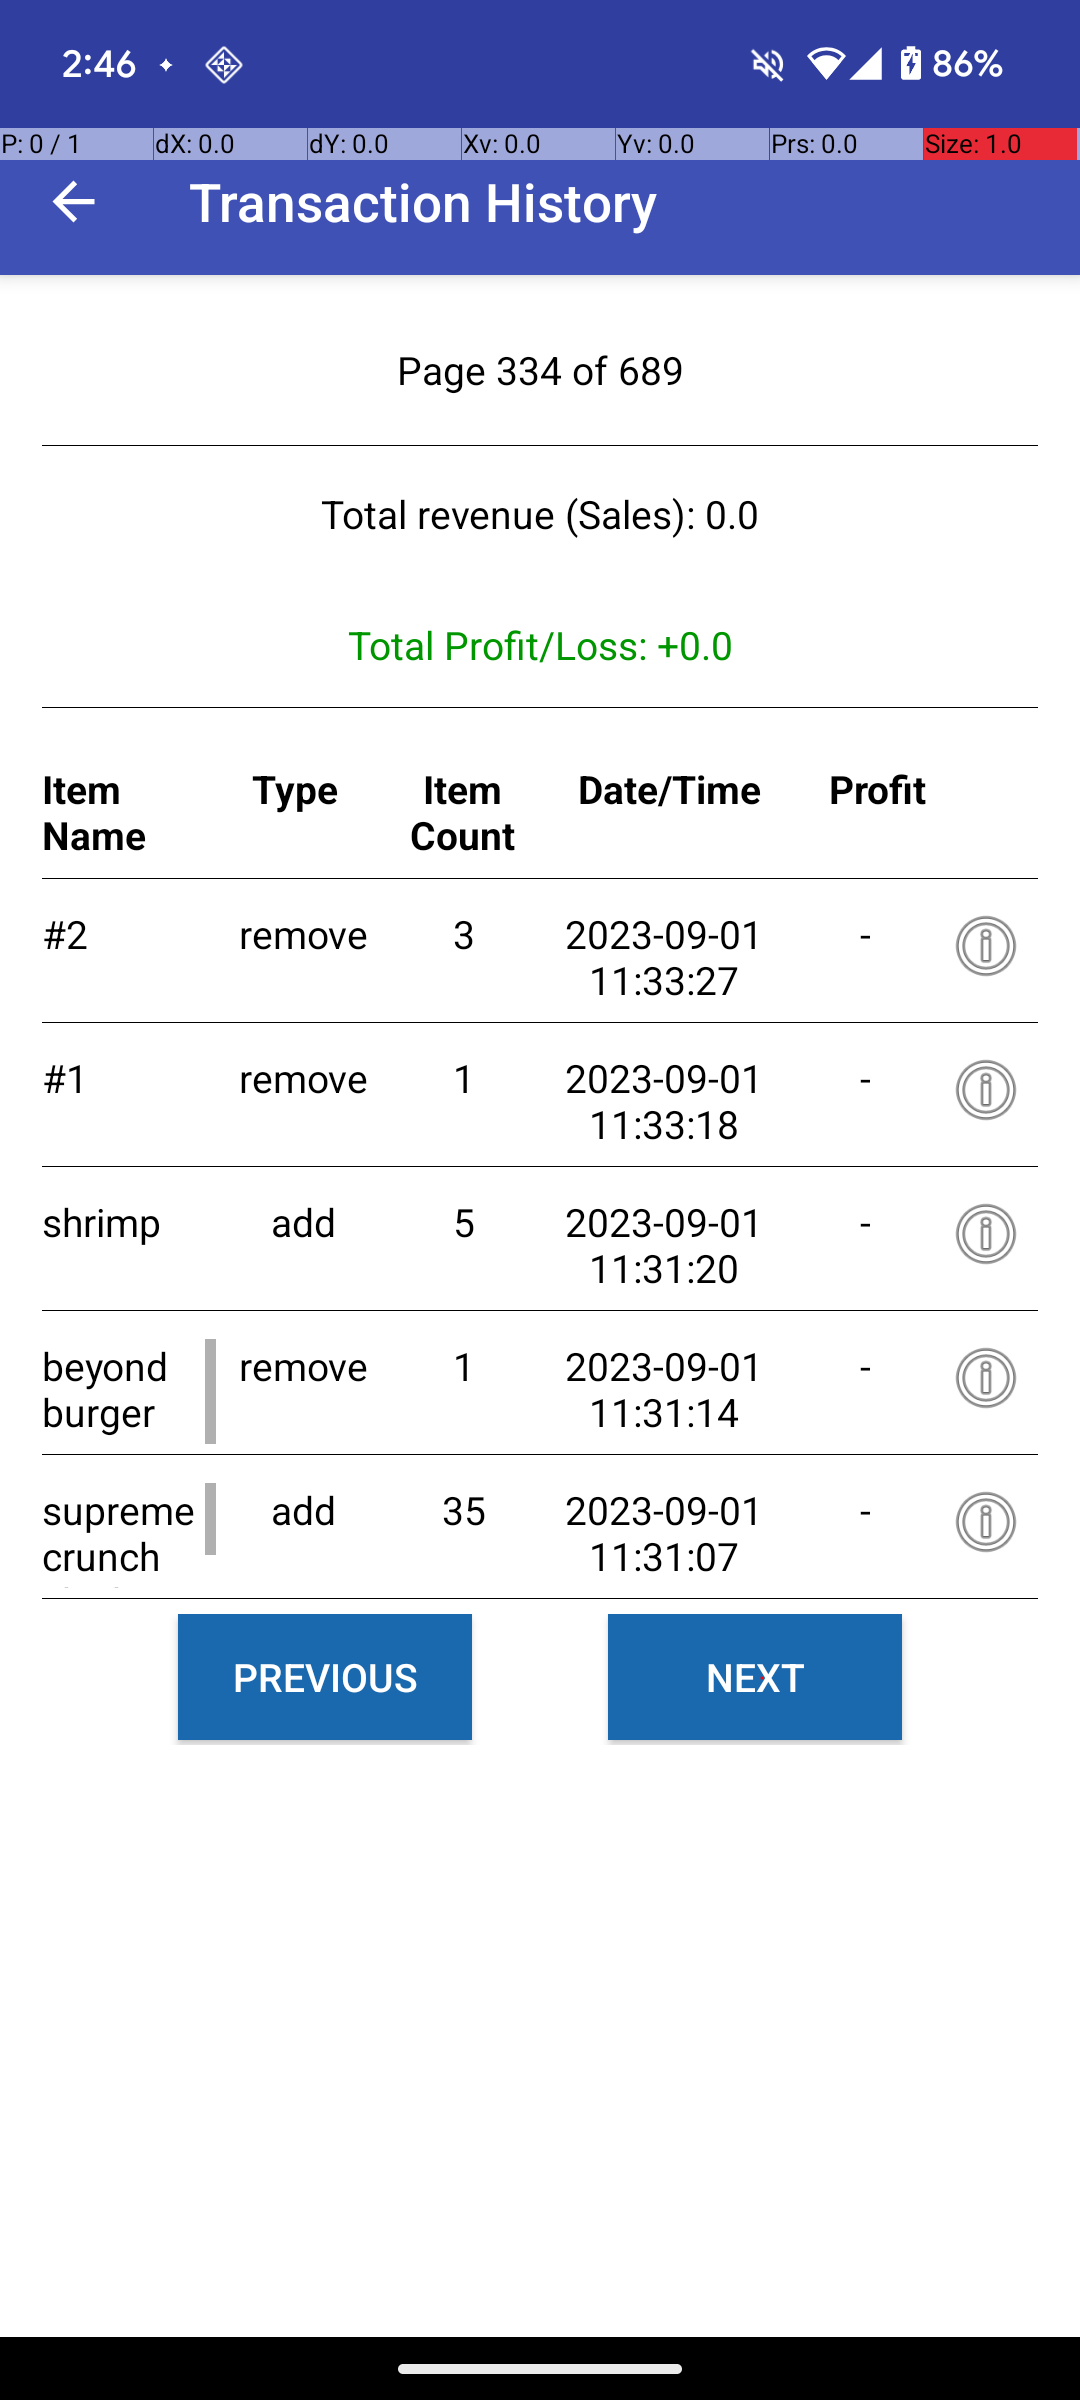 2:46 86%
P: 0 / 1 dX: 0.0 dY: 0.0 Xv: 0.0 Yv: 0.0 Prs: 0.0 Size: 1.0
Transaction History
Page 334 of 689
Total revenue (Sales): 0.0
Total Profit/Loss: +0.0
Item Name Type Item Count Date/Time Profit
#2 remove 3 2023-09-01 11:33:27 -
#1 remove 1 2023-09-01 11:33:18 -
shrimp add 5 2023-09-01 11:31:20 -
beyond burger remove 1 2023-09-01 11:31:14 -
supreme crunch add 35 2023-09-01 11:31:07 -
PREVIOUS NEXT